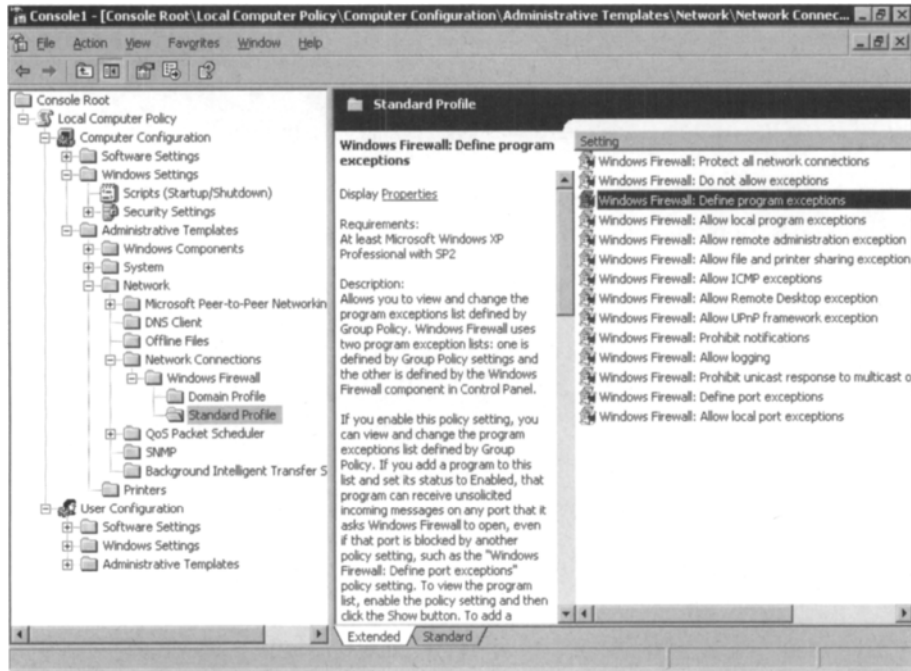 Console1 - [Console Root\Local Computer Policy\Computer Configuration\Administrative Templates\Network\Network Connec...
File Action View Favorites Window Help
Console Root
Local Computer Policy
Computer Configuration
Software Settings
Windows Settings
Scripts (Startup/Shutdown)
Security Settings
Administrative Templates
Windows Components
System
Network
Microsoft Peer-to-Peer Networkin
DNS Client
Offline Files
Network Connections
Windows Firewall
Domain Profile
Standard Profile
QoS Packet Scheduler
SNMP
Background Intelligent Transfer S
Printers
User Configuration
Software Settings
Windows Settings
Administrative Templates
Standard Profile
Windows Firewall: Define program
exceptions
Display Properties
Requirements:
At least Microsoft Windows XP
Professional with SP2
Description:
Allows you to view and change the
program exceptions list defined by
Group Policy. Windows Firewall uses
two program exception lists: one is
defined by Group Policy settings and
the other is defined by the Windows
Firewall component in Control Panel.
If you enable this policy setting, you
can view and change the program
exceptions list defined by Group
Policy. If you add a program to this
list and set its status to Enabled, that
program can receive unsolicited
incoming messages on any port that it
asks Windows Firewall to open, even
if that port is blocked by another
policy setting, such as the "Windows
Firewall: Define port exceptions"
policy setting. To view the program
list, enable the policy setting and then
click the Show button. To add a
Setting
Windows Firewall: Protect all network connections
Windows Firewall: Do not allow exceptions
Windows Firewall: Define program exceptions
Windows Firewall: Allow local program exceptions
Windows Firewall: Allow remote administration exception
Windows Firewall: Allow file and printer sharing exception
Windows Firewall: Allow ICMP exceptions
Windows Firewall: Allow Remote Desktop exception
Windows Firewall: Allow UPnP framework exception
Windows Firewall: Prohibit notifications
Windows Firewall: Allow logging
Windows Firewall: Prohibit unicast response to multicast o
Windows Firewall: Define port exceptions
Windows Firewall: Allow local port exceptions
Extended Standard